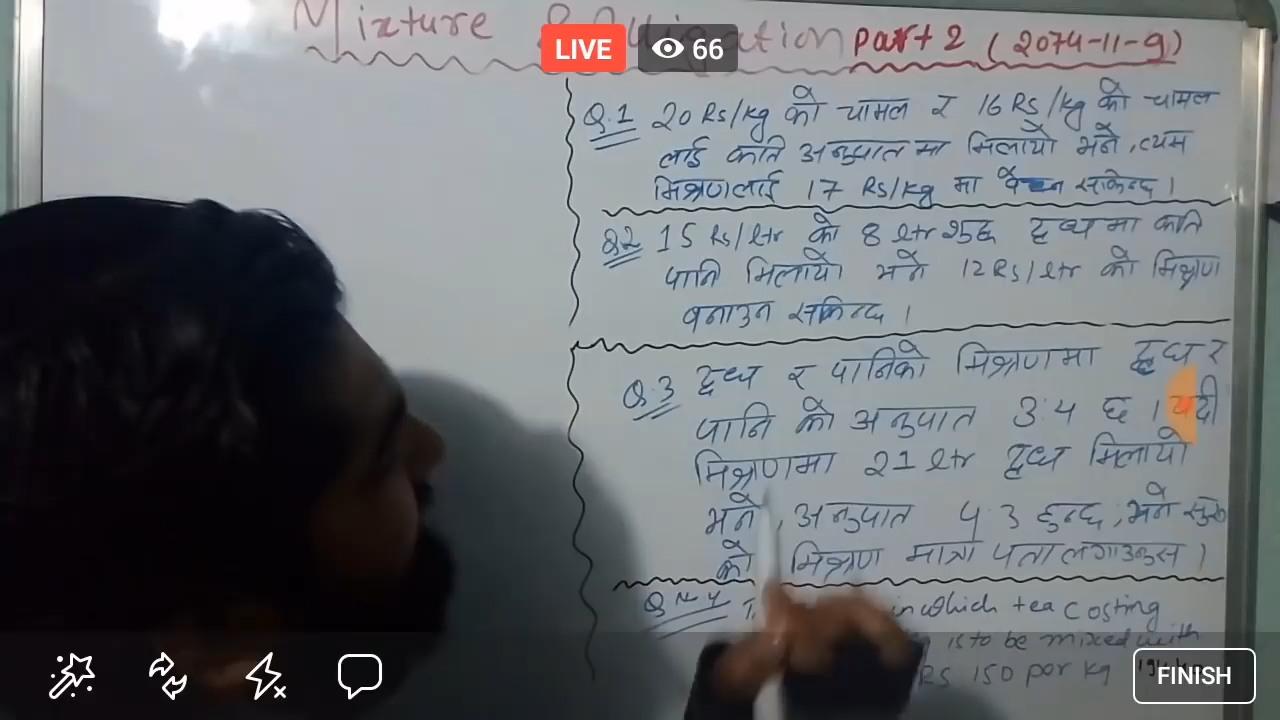 Mixture & Alligation Part 2 (2074-11-9)
LIVE 66
Q.1 20 Rs/kg को चामल र 16 Rs/kg को चामल
लाई कति अनुपात मा मिलायो भने, त्यस
मिश्रणलाई 17 Rs/kg मा बेच्न सकिन्छ।
Q.2 15 Rs/ltr को 8 ltr शुद्ध दूध मा कति
पानि मिलायो भने 12 Rs/ltr को मिश्रण
बनाउन सकिन्छ।
Q.3 दूध र पानिको मिश्रणमा दूध र
पानि को अनुपात 3:4 छ। यदी
मिश्रणमा 21 ltr दूध मिलायो
भने, अनुपात 4:3 हुन्छ, भने सुरु
को मिश्रण मात्रा पता लगाउनुस।
Q.N. 4 in which tea costing
is to be mixed with
RS 150 per kg
FINISH